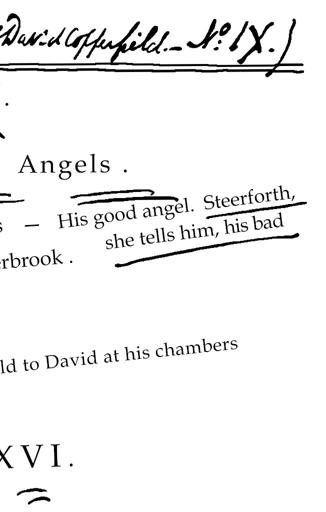 (David Copperfield. — No. IX.)
.
Angels .
s — His good angel. Steerforth,
she tells him, his bad
rbrook .
ld to David at his chambers
XVI.